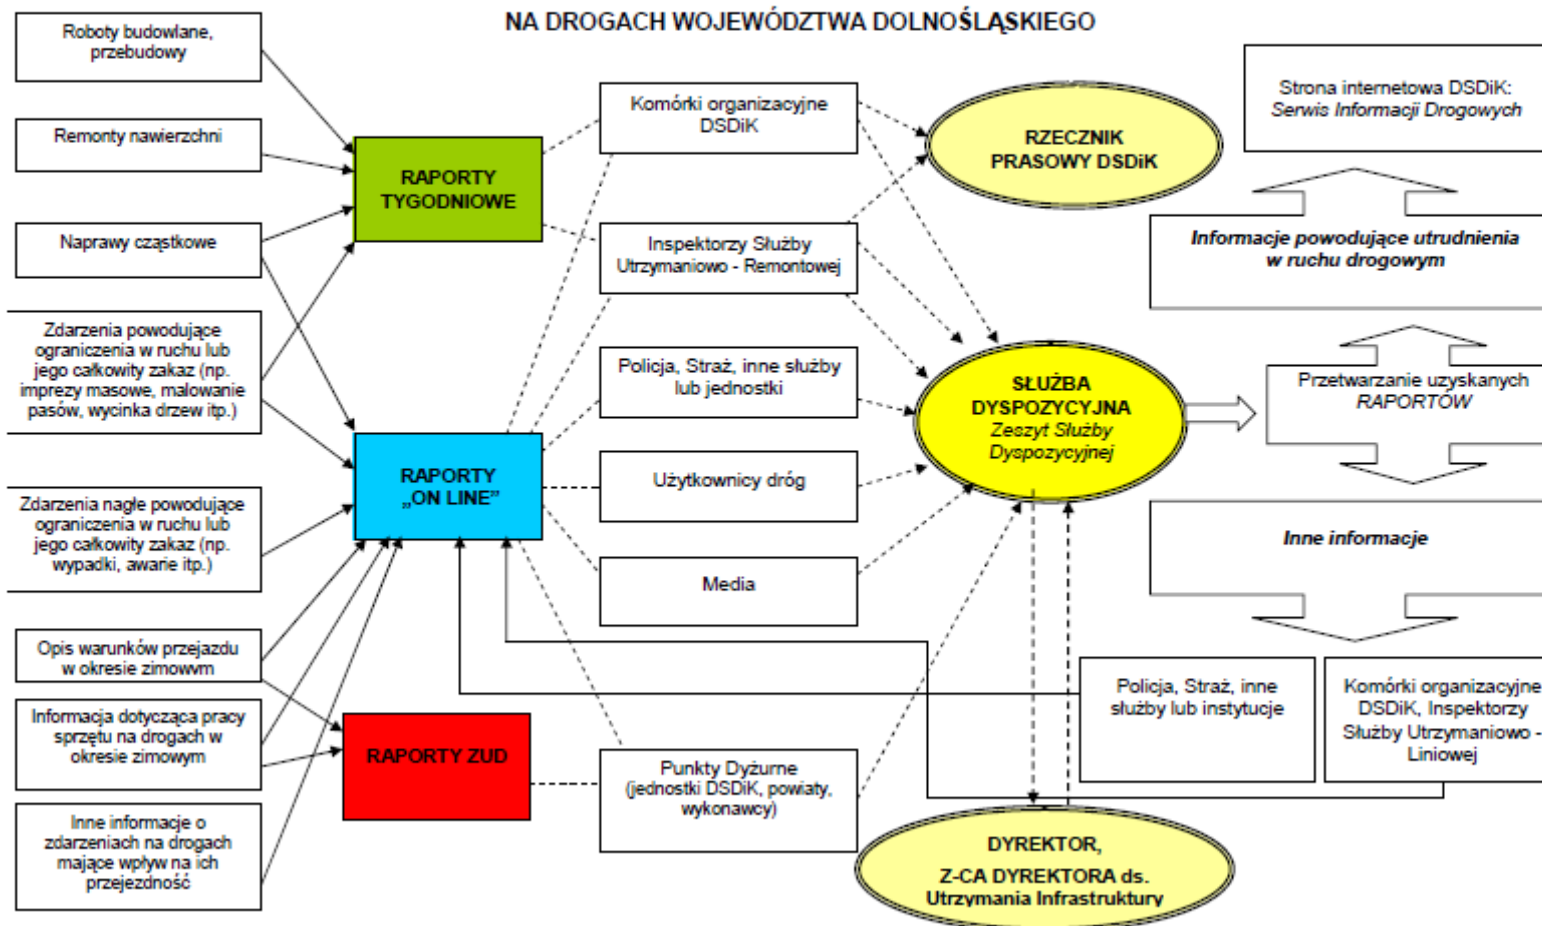 NA DROGACH WOJEWÓDZTWA DOLNOŚLĄSKIEGO
Roboty budowlane,
przebudowy
Remonty nawierzchni
Naprawy cząstkowe
Zdarzenia powodujące
ograniczenia w ruchu lub
jego całkowity zakaz (np.
imprezy masowe, malowanie
pasów, wycinka drzew itp.)
Zdarzenia nagłe powodujące
ograniczenia w ruchu lub
jego całkowity zakaz (np.
wypadki, awarie itp.)
Opis warunków przejazdu
w okresie zimowym
Informacja dotycząca pracy
sprzętu na drogach w
okresie zimowym
Inne informacje o
zdarzeniach na drogach
mające wpływ na ich
przejezdność
RAPORTY
TYGODNIOWE
RAPORTY
„ON LINE”
RAPORTY ZUD
Komórki organizacyjne
DSDiK
Inspektorzy Służby
Utrzymaniowo - Remontowej
Policja, Straż, inne służby
lub jednostki
Użytkownicy dróg
Media
Punkty Dyżurne
(jednostki DSDiK, powiaty,
wykonawcy)
RZECZNIK
PRASOWY DSDiK
SŁUŻBA
DYSPOZYCYJNA
Zeszyt Służby
Dyspozycyjnej
DYREKTOR,
Z-CA DYREKTORA ds.
Utrzymania Infrastruktury
Strona internetowa DSDiK:
Serwis Informacji Drogowych
Informacje powodujące utrudnienia
w ruchu drogowym
Przetwarzanie uzyskanych
RAPORTÓW
Inne informacje
Policja, Straż, inne
służby lub instytucje
Komórki organizacyjne
DSDiK, Inspektorzy
Służby Utrzymaniowo -
Liniowej